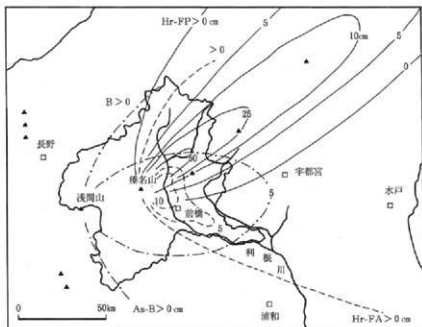 Hr-FP>0 cm
5
10cm
5
0
>0
B>0
25
長野
50
榛名山
宇都宮
浅間山
10
前橋
5
水戸
5
利根川
0
50km
As-B>0 cm
浦和
Hr-FA>0 cm